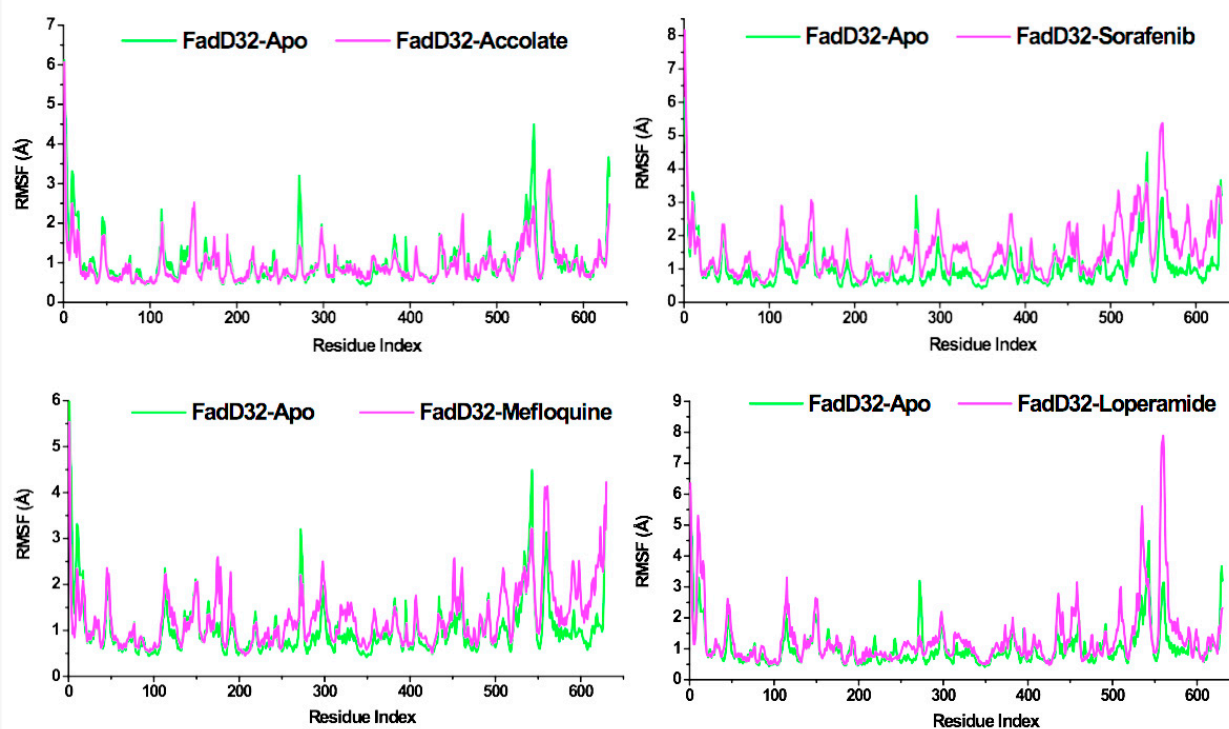 FadD32-Apo FadD32-Accolate
RMSF (Å)
7
6
5
4
3
2
1
0
0 100 200 300 400 500 600
Residue Index
FadD32-Apo FadD32-Sorafenib
RMSF (Å)
8
7
6
5
4
3
2
1
0
0 100 200 300 400 500 600
Residue Index
FadD32-Apo FadD32-Mefloquine
RMSF (Å)
6
5
4
3
2
1
0
0 100 200 300 400 500 600
Residue Index
FadD32-Apo FadD32-Loperamide
RMSF (Å)
9
8
7
6
5
4
3
2
1
0
0 100 200 300 400 500 600
Residue Index